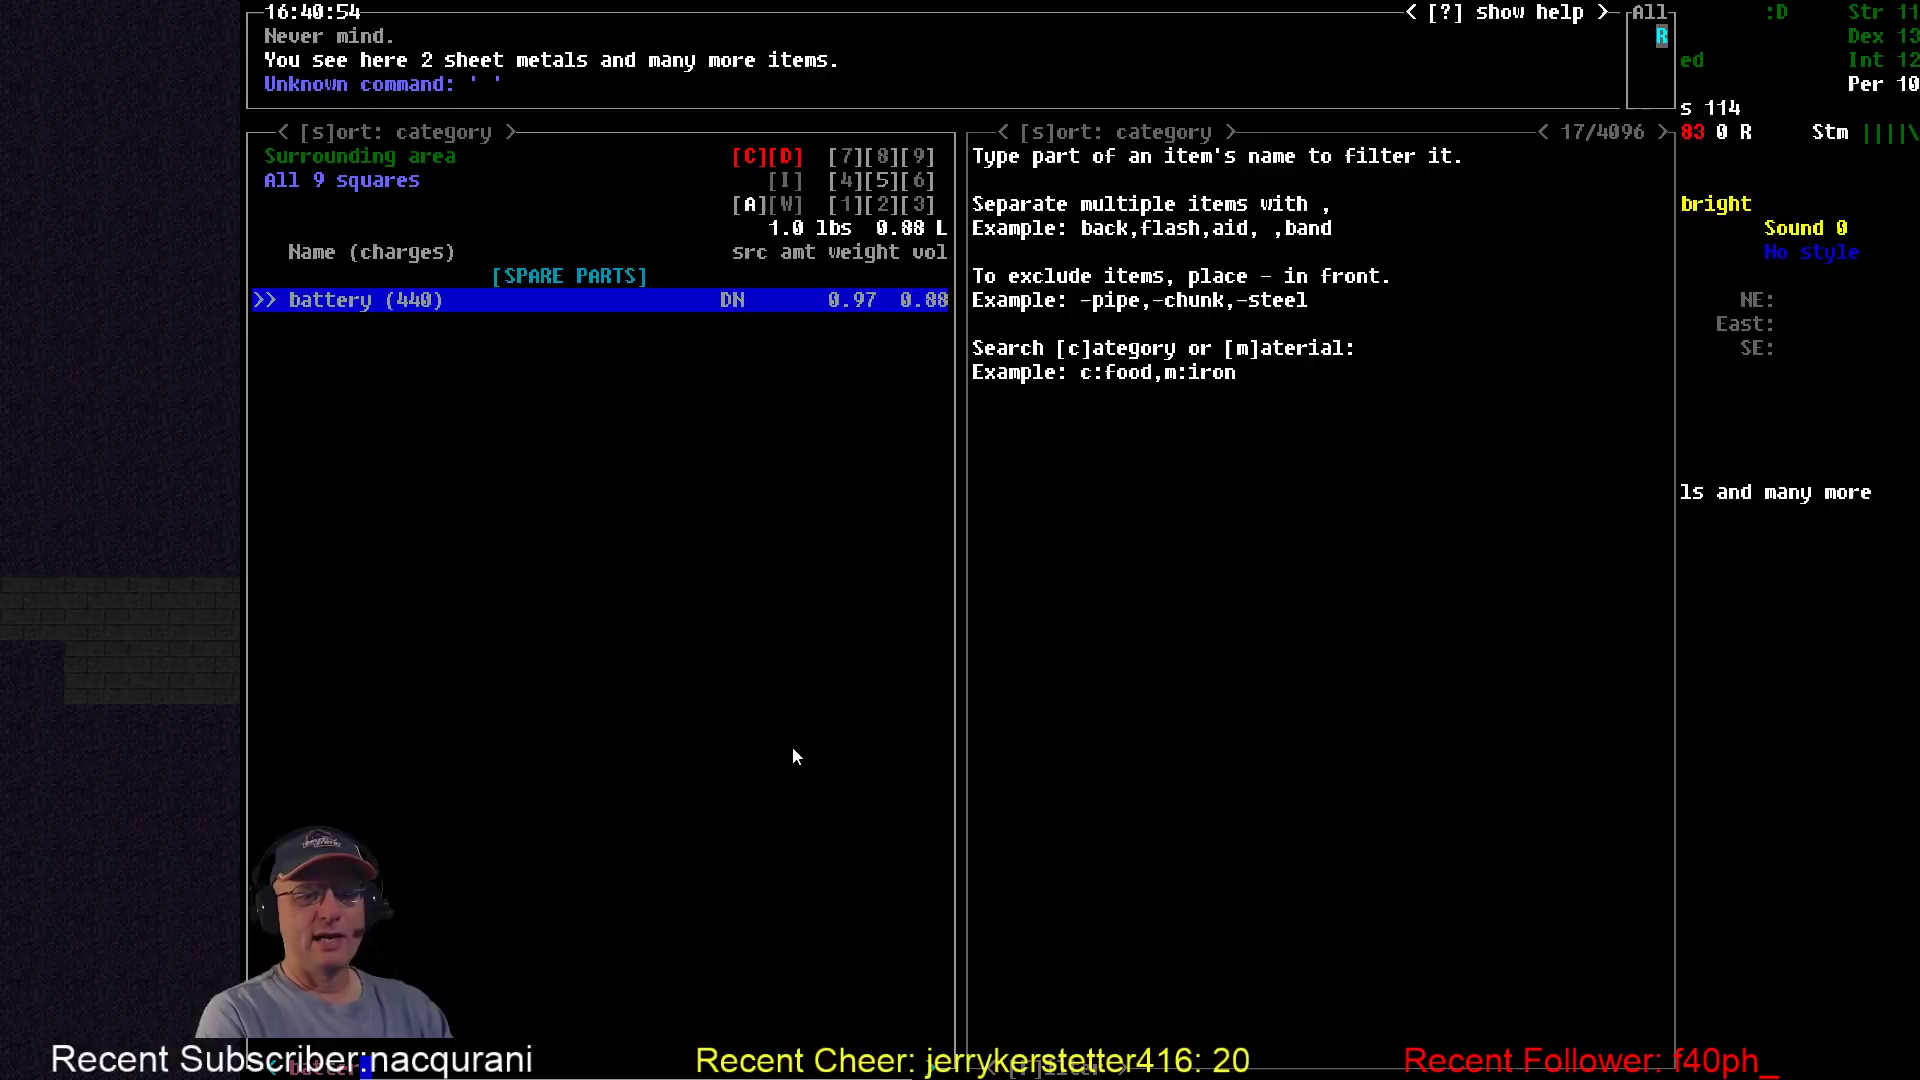 16:40:54 < [?] show help > All :D Str 11
Never mind. R Dex 13
You see here 2 sheet metals and many more items. ed Int 12
Unknown command: ' ' Per 10
s 114
< [s]ort: category > < [s]ort: category > < 17/4096 > 83 0 R Stm ||||\
Surrounding area [C][D] [7][8][9] Type part of an item's name to filter it.
All 9 squares [I] [4][5][6]
[A][W] [1][2][3] Separate multiple items with , bright
1.0 lbs 0.88 L Example: back,flash,aid, ,band Sound 0
Name (charges) src amt weight vol No style
[SPARE PARTS] To exclude items, place - in front.
>> battery (440) DN 0.97 0.88 Example: -pipe,-chunk,-steel NE:
East:
Search [c]ategory or [m]aterial: SE:
Example: c:food,m:iron
ls and many more
Recent Subscriber:nacqurani Recent Cheer: jerrykerstetter416: 20 Recent Follower: f40ph_